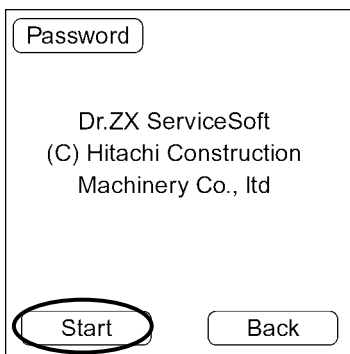 Password
Dr.ZX ServiceSoft
(C) Hitachi Construction
Machinery Co., ltd
Start
Back